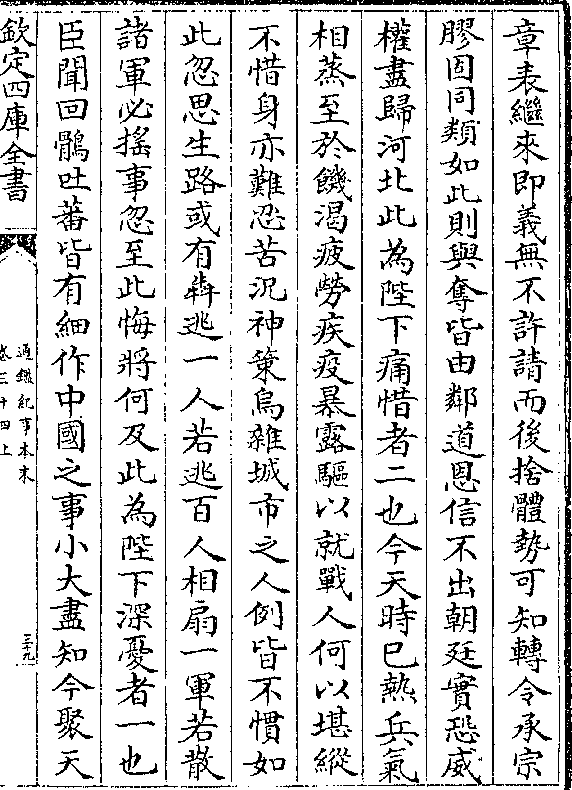 章表繼來即義無不許請而後捨體勢可知轉令承宗
膠固同類如此則與奪皆由鄰道恩信不出朝廷實恐威
權盡歸河北此為陛下痛惜者二也今天時已熱兵氣
相蒸至於饑渴疲勞疾疫暴露驅以就戰人何以堪縱
不惜身亦難忍苦況神策烏雜城市之人例皆不慣如
此忽思生路或有奔逃一人若逃百人相扇一軍若散
諸軍必摇事忽至此悔將何及此為陛下深憂者一也
臣聞回鶻吐蕃皆有細作中國之事小大盡知今聚天
欽定四庫全書
通鑑紀事本末
卷三十四上
三十九